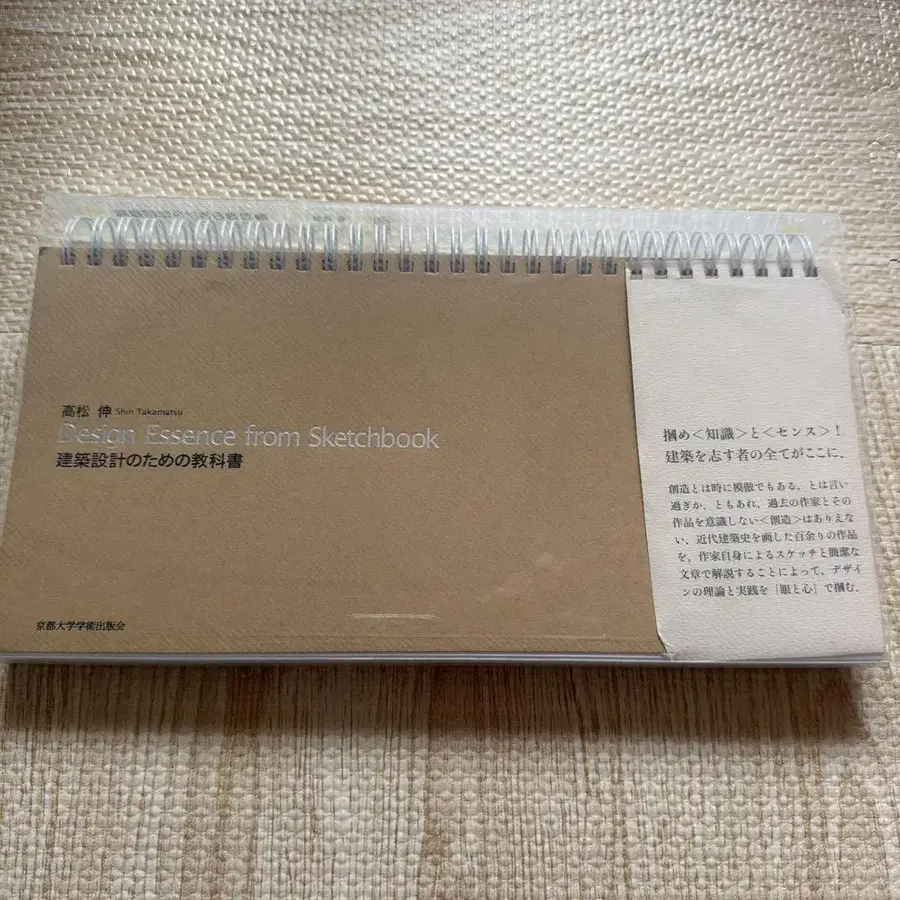 高松 伸 Shin Takamatsu
Design Essence from Sketchbook
建築設計のための教科書
京都大学学術出版会
掴め＜知識＞と＜センス＞！
建築を志す者の全てがここに．
創造とは時に模倣でもある、とは言い
過ぎか．ともあれ、過去の作家とその
作品を意識しない＜創造＞はありえな
い．近代建築史を画した百余りの作品
を，作家自身によるスケッチと簡潔な
文章で解説することによって、デザイ
ンの理論と実践を「眼と心」で掴む．